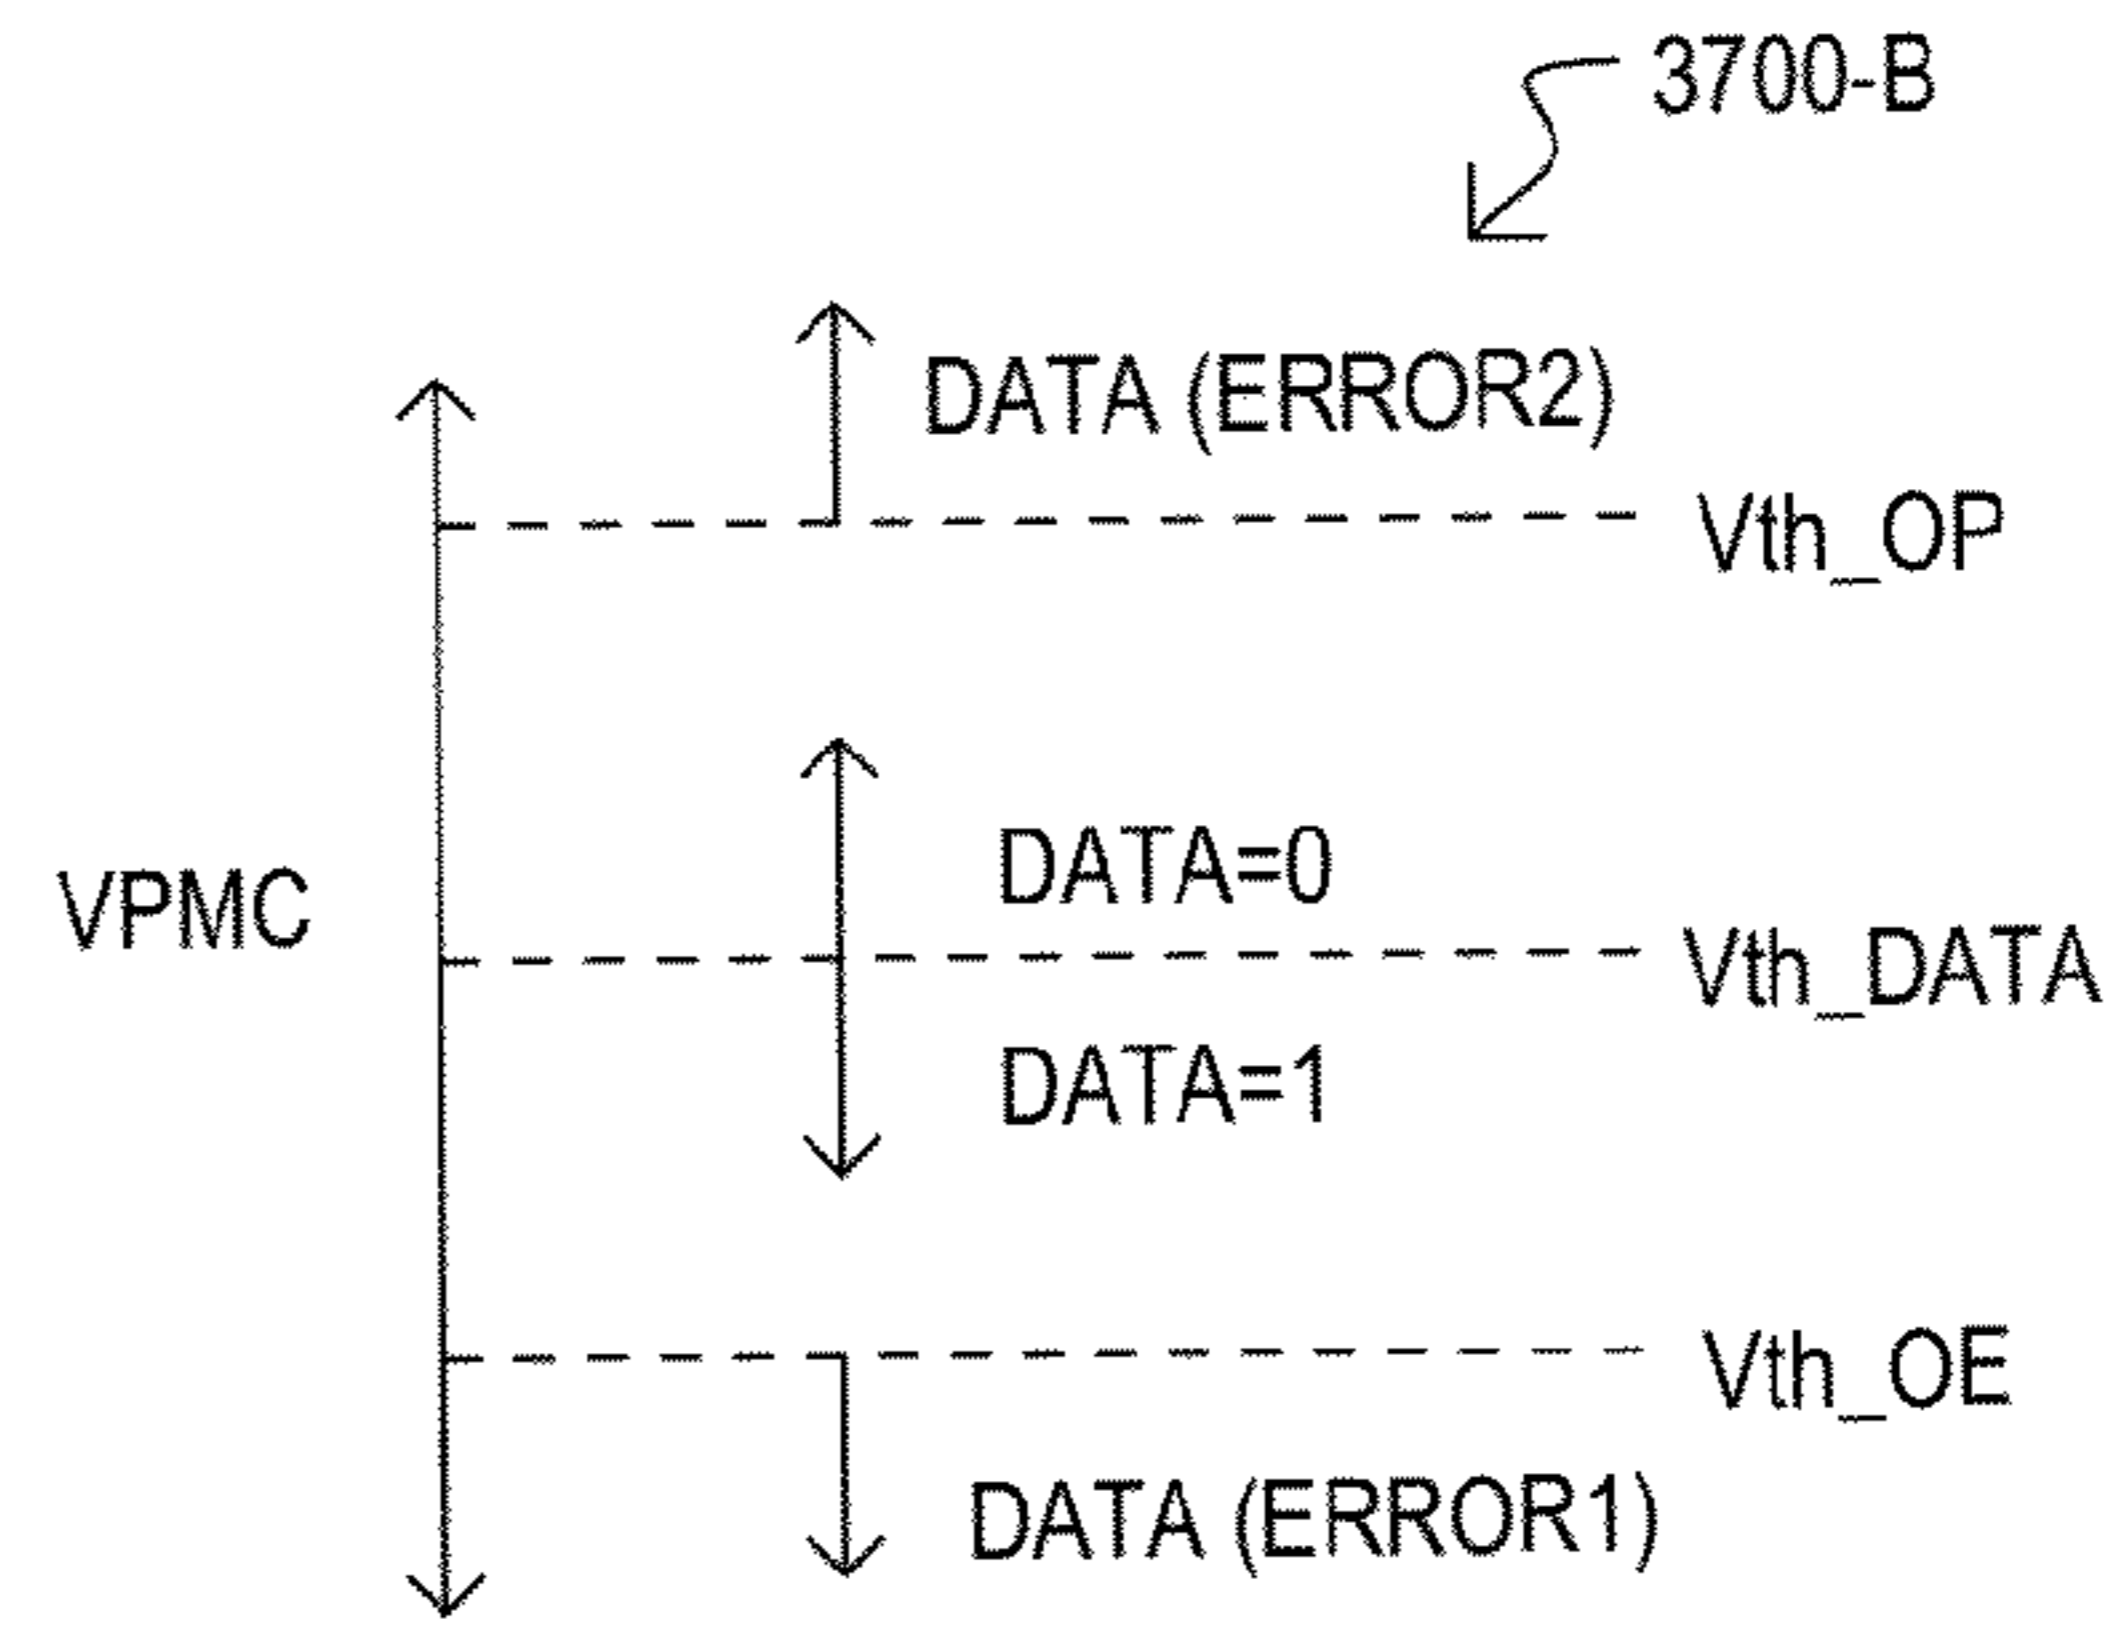 3700-B
DATA (ERROR2)
Vth_OP
DATA=0
VPMC
Vth_DATA
DATA=1
Vth_OE
DATA (ERROR1)